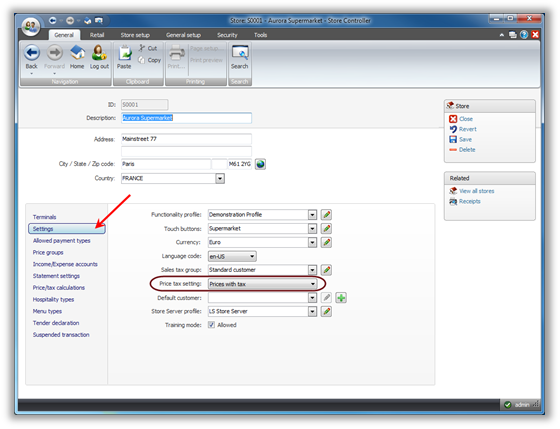 Store: S0001 - Aurora Supermarket - Store Controller
General Retail Store setup General setup Security Tools
Back Forward Home Log out Paste Cut Copy Print... Page setup... Print preview Search
Navigation Clipboard Printing Search
ID: S0001
Description: Aurora Supermarket
Address: Mainstreet 77
City / State / Zip code: Paris M61 2YG
Country: FRANCE
Terminals
Settings
Allowed payment types
Price groups
Income/Expense accounts
Statement settings
Price/tax calculations
Hospitality types
Menu types
Tender declaration
Suspended transaction
Functionality profile: Demonstration Profile
Touch buttons: Supermarket
Currency: Euro
Language code: en-US
Sales tax group: Standard customer
Price tax setting: Prices with tax
Default customer:
Store Server profile: LS Store Server
Training mode: Allowed
Store
Close
Revert
Save
Delete
Related
View all stores
Receipts
admin